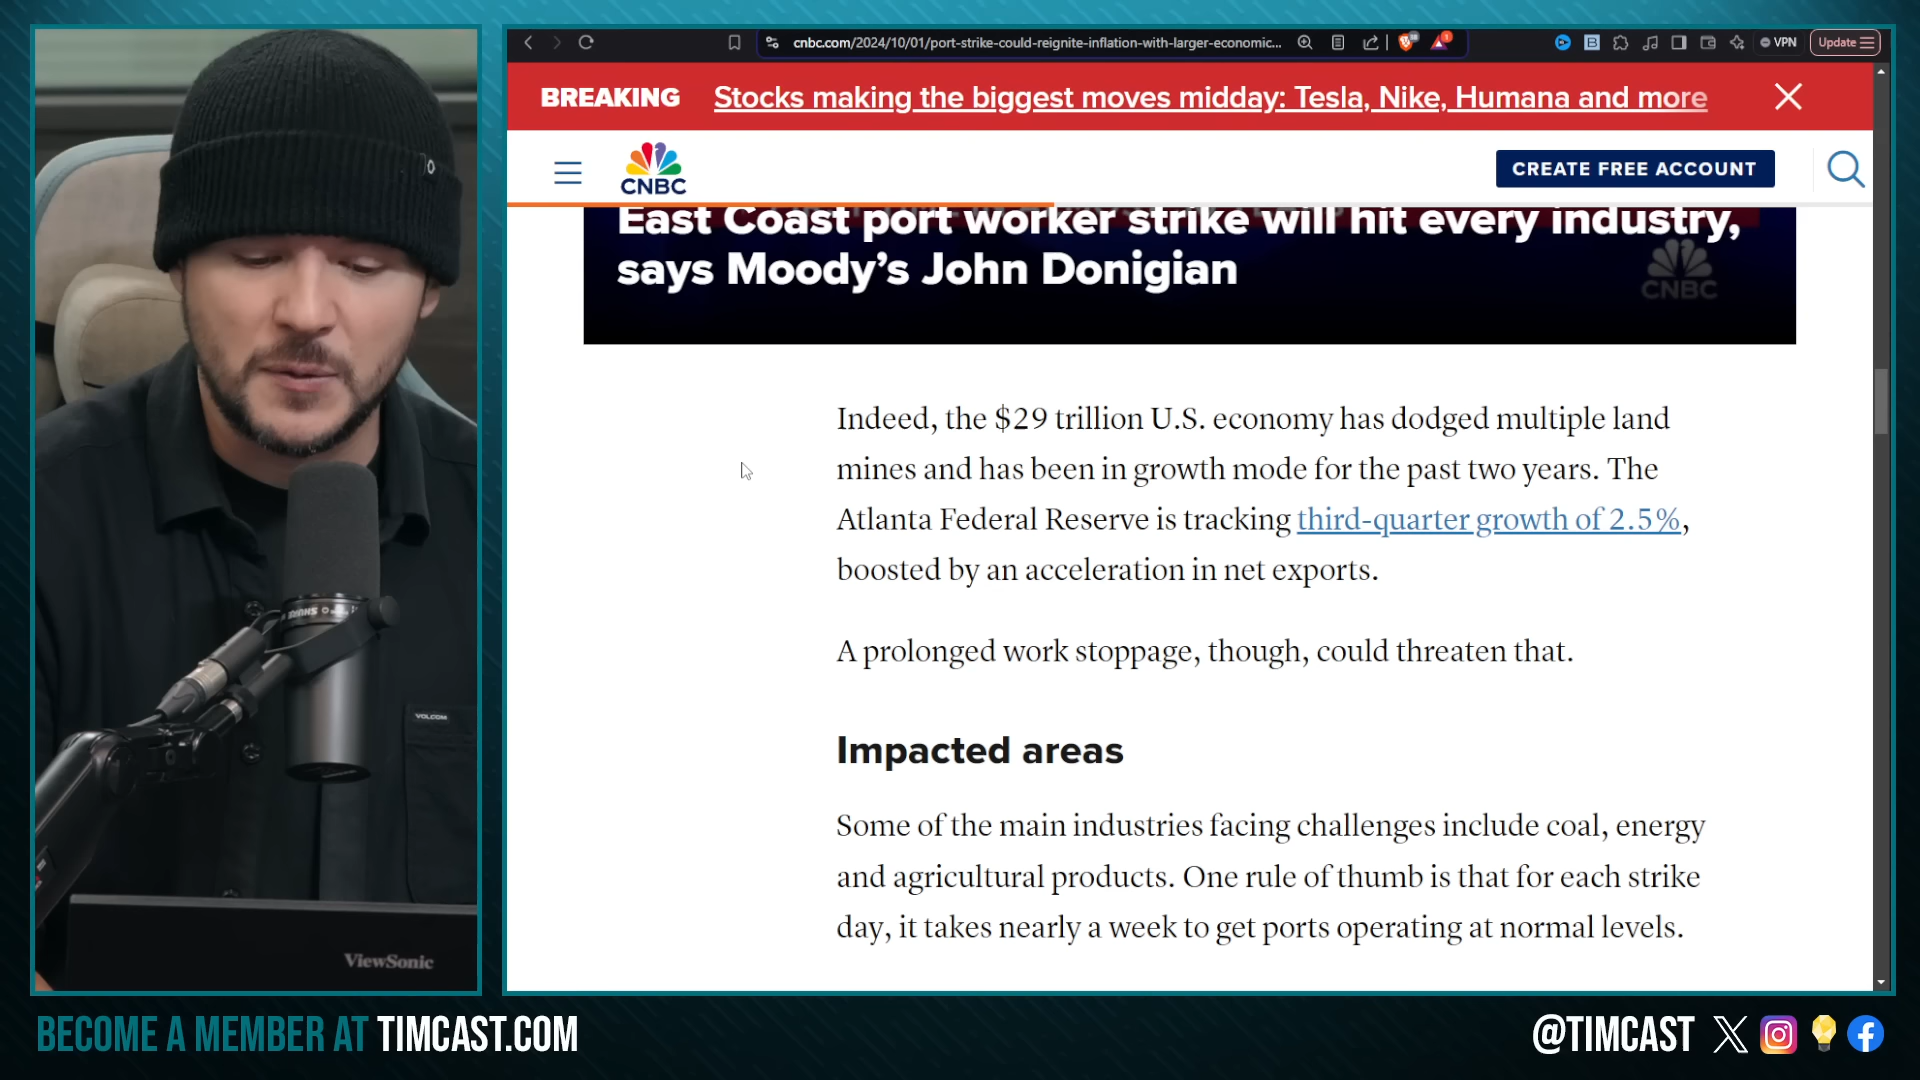 cnbc.com/2024/10/01/port-strike-could-reignite-inflation-with-larger-economic...
VPN
Update
BREAKING Stocks making the biggest moves midday: Tesla, Nike, Humana and more
CNBC
CREATE FREE ACCOUNT
East Coast port worker strike will hit every industry,
says Moody’s John Donigian
CNBC
Indeed, the $29 trillion U.S. economy has dodged multiple land
mines and has been in growth mode for the past two years. The
Atlanta Federal Reserve is tracking third-quarter growth of 2.5%,
boosted by an acceleration in net exports.
A prolonged work stoppage, though, could threaten that.
Impacted areas
Some of the main industries facing challenges include coal, energy
and agricultural products. One rule of thumb is that for each strike
day, it takes nearly a week to get ports operating at normal levels.
SHURE
VOLCOM
ViewSonic
BECOME A MEMBER AT TIMCAST.COM
@TIMCAST